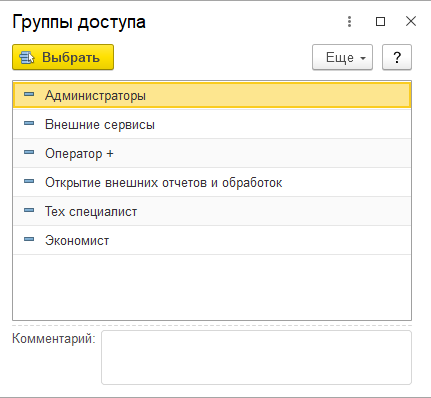 Группы доступа
Выбрать
Еще
?
Администраторы
Внешние сервисы
Оператор +
Открытие внешних отчетов и обработок
Тех специалист
Экономист
Комментарий: